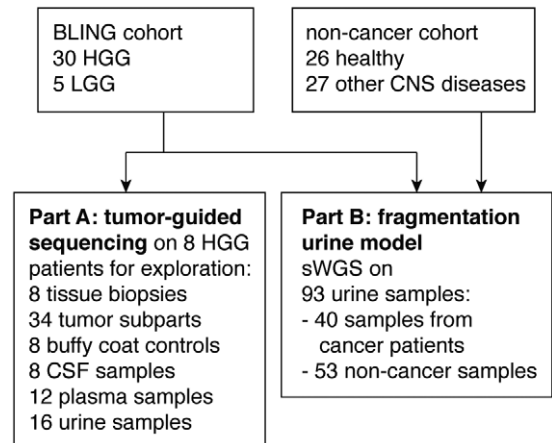 BLING cohort
30 HGG
5 LGG
non-cancer cohort
26 healthy
27 other CNS diseases
Part A: tumor-guided
sequencing on 8 HGG
patients for exploration:
8 tissue biopsies
34 tumor subparts
8 buffy coat controls
8 CSF samples
12 plasma samples
16 urine samples
Part B: fragmentation
urine model
sWGS on
93 urine samples:
- 40 samples from
cancer patients
- 53 non-cancer samples